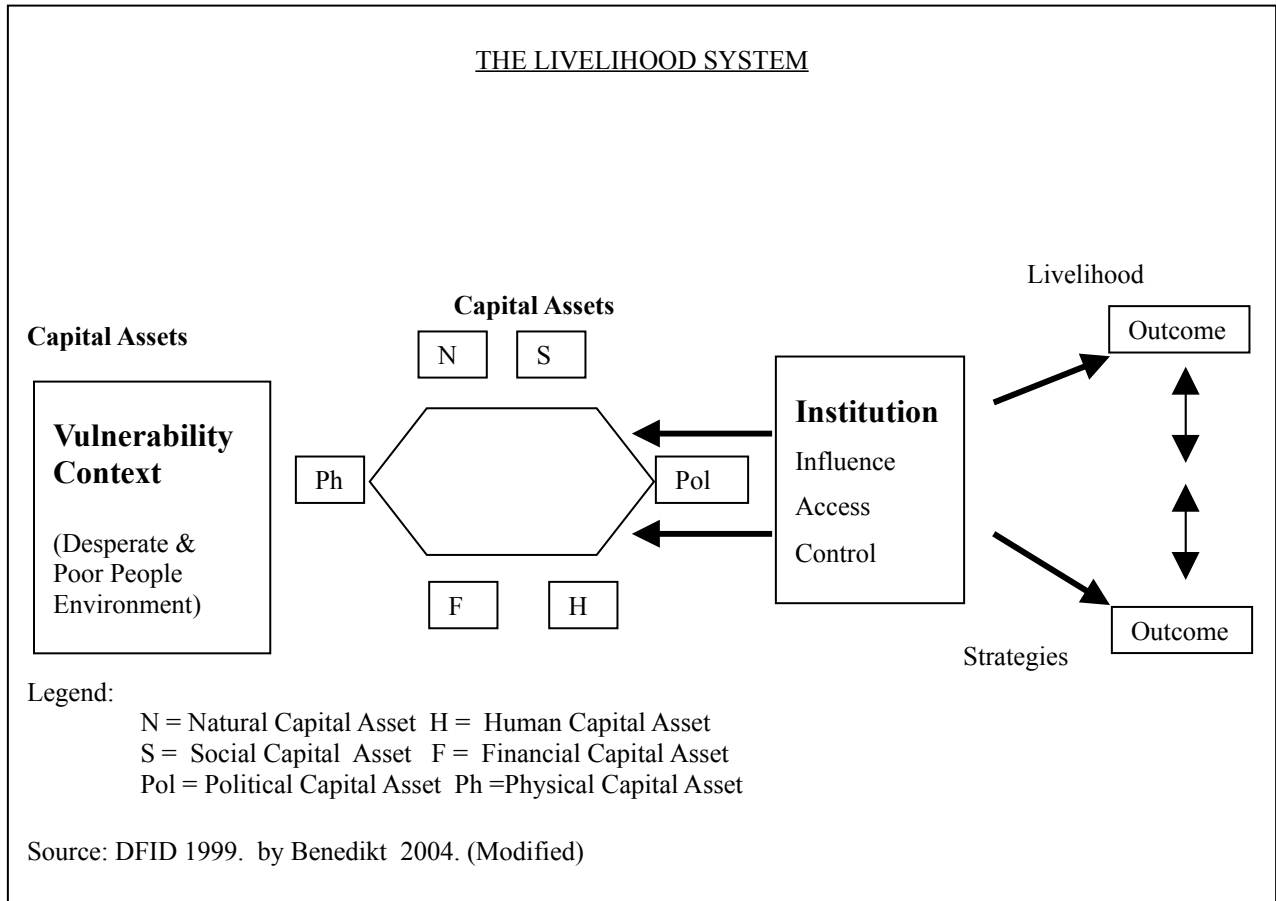 THE LIVELIHOOD SYSTEM
Livelihood
Capital Assets
Capital Assets
Outcome
N
S
Vulnerability
Context
(Desperate &
Poor People
Environment)
Ph
Pol
Institution
Influence
Access
Control
F
H
Outcome
Strategies
Legend:
N = Natural Capital Asset H = Human Capital Asset
S = Social Capital Asset F = Financial Capital Asset
Pol = Political Capital Asset Ph =Physical Capital Asset
Source: DFID 1999. by Benedikt 2004. (Modified)